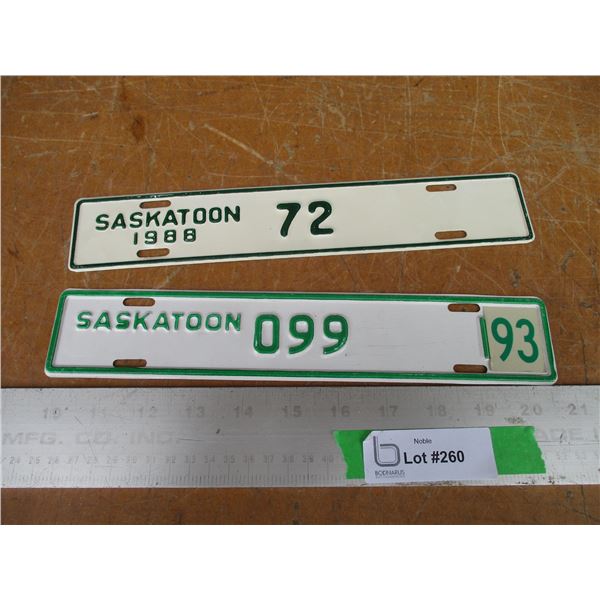 SASKATOON 72
1988
SASKATOON 099 93
10 11 12 13 14 15 16 17 18 19 20 21
MFG. CO. INC.
Noble
Lot #260
b
BODNARUS